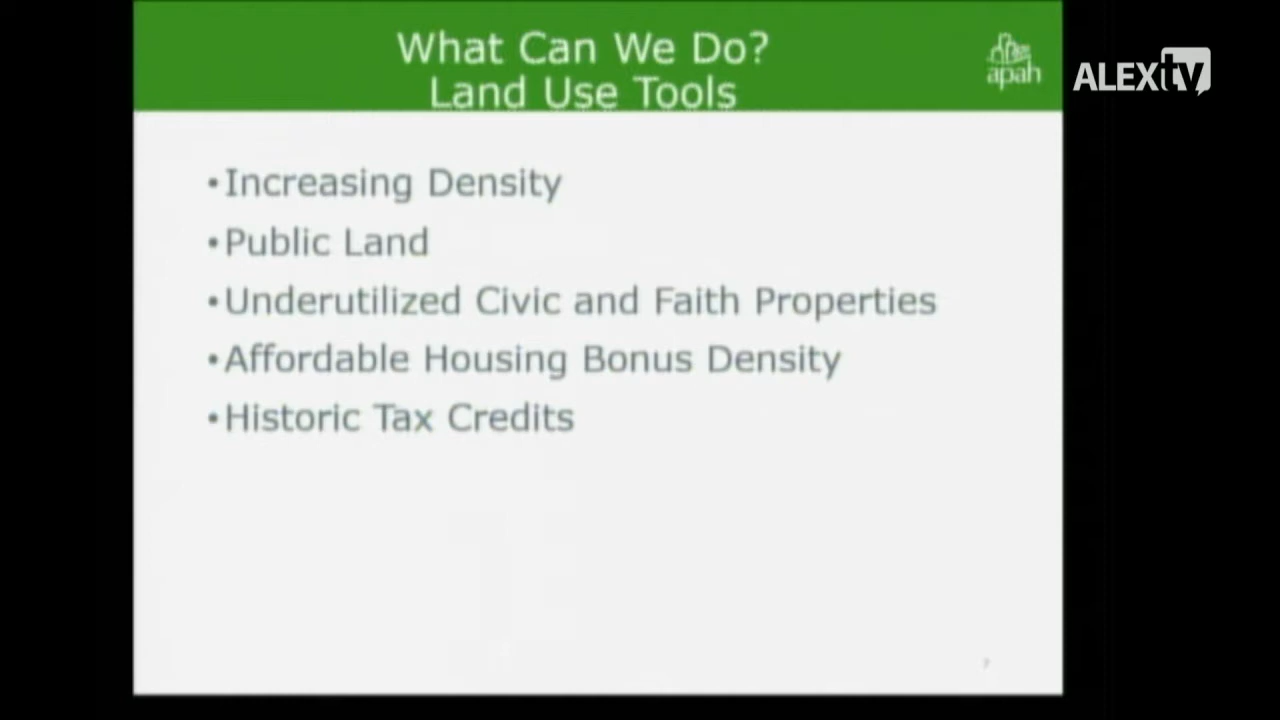 What Can We Do?
Land Use Tools
apah
ALEXtv
•Increasing Density
•Public Land
•Underutilized Civic and Faith Properties
•Affordable Housing Bonus Density
•Historic Tax Credits
7